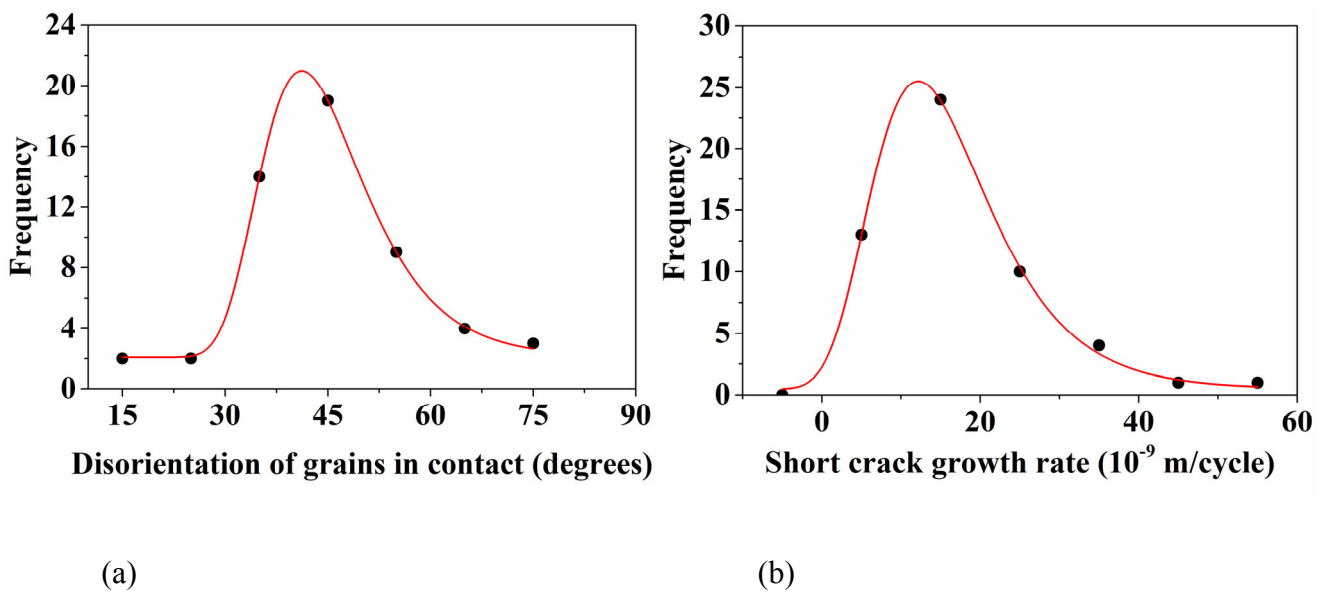 24
20
16
12
8
4
0
Frequency
15 30 45 60 75 90
Disorientation of grains in contact (degrees)
(a)
30
25
20
15
10
5
0
Frequency
0 20 40 60
Short crack growth rate (10⁻⁹ m/cycle)
(b)